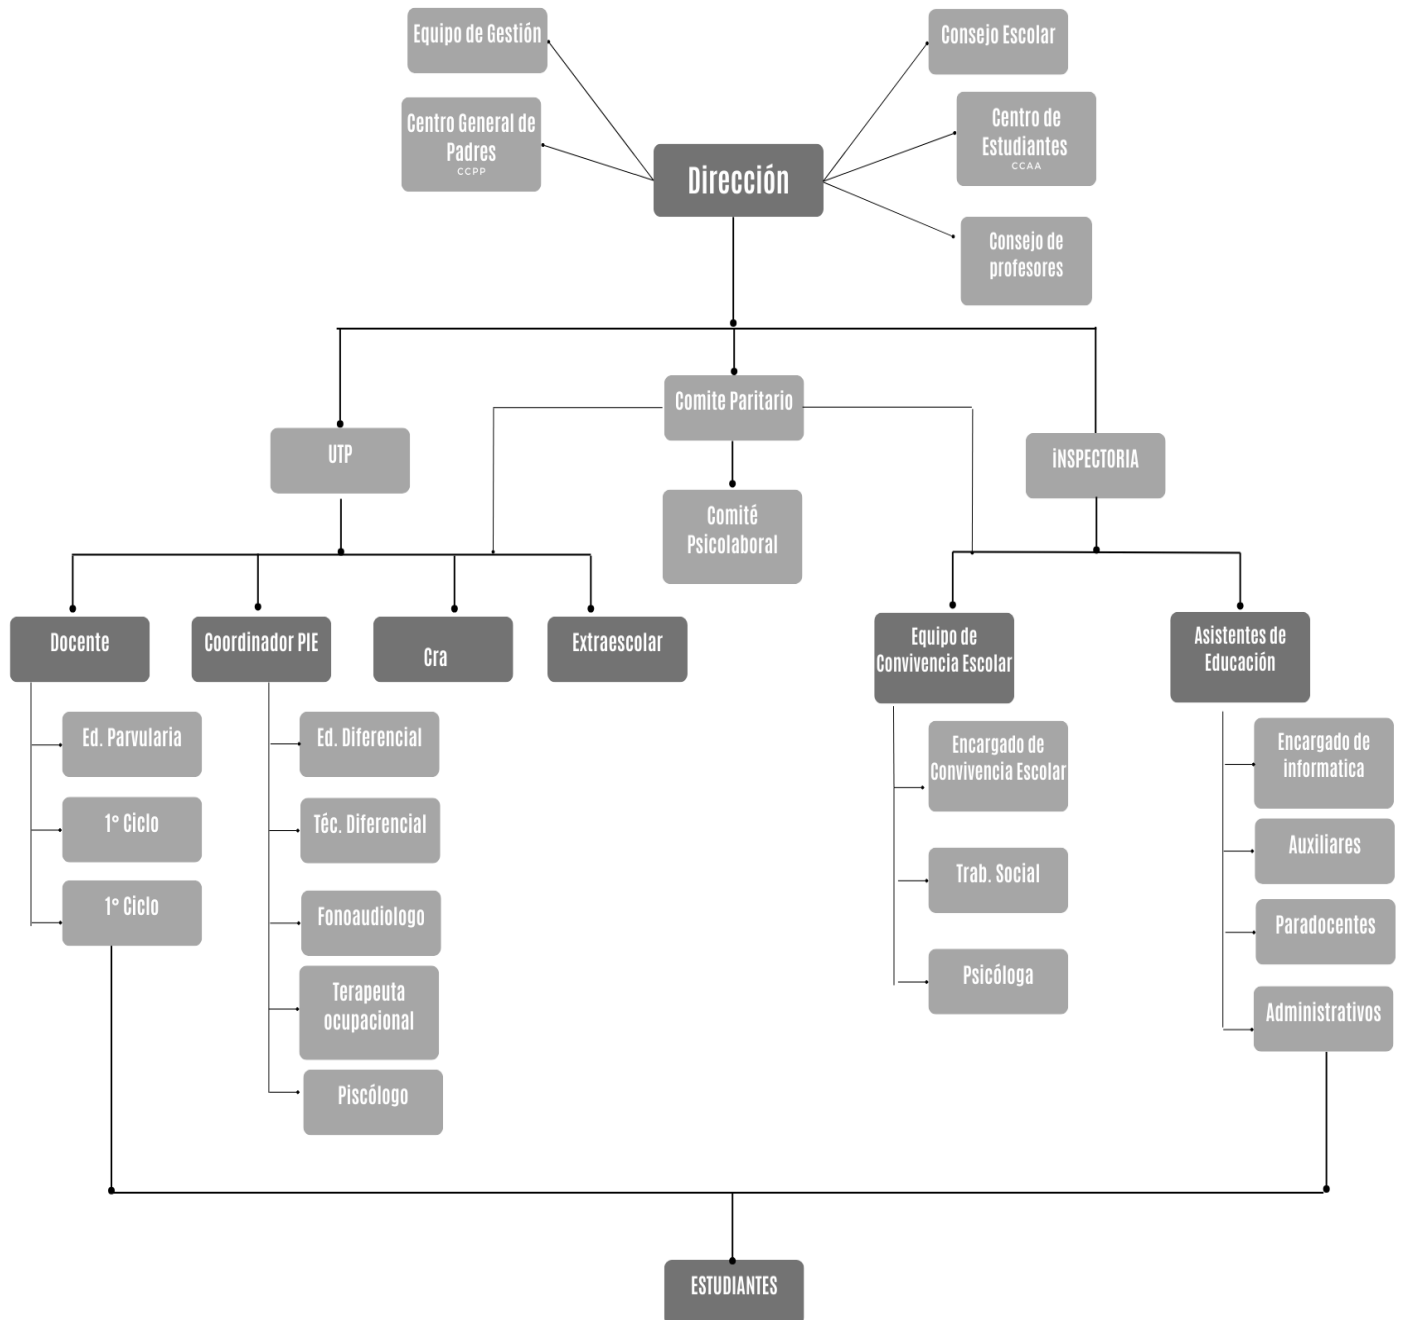 Equipo de Gestión
Consejo Escolar
Centro General de
Padres
CCPP
Centro de
Estudiantes
CCAA
Dirección
Consejo de
profesores
Comite Paritario
UTP
iNSPECTORIA
Comité
Psicolaboral
Docente
Coordinador PIE
Cra
Extraescolar
Equipo de
Convivencia Escolar
Asistentes de
Educación
Ed. Parvularia
1° Ciclo
1° Ciclo
Ed. Diferencial
Téc. Diferencial
Fonoaudiologo
Terapeuta
ocupacional
Piscólogo
Encargado de
Convivencia Escolar
Trab. Social
Psicóloga
Encargado de
informatica
Auxiliares
Paradocentes
Administrativos
ESTUDIANTES